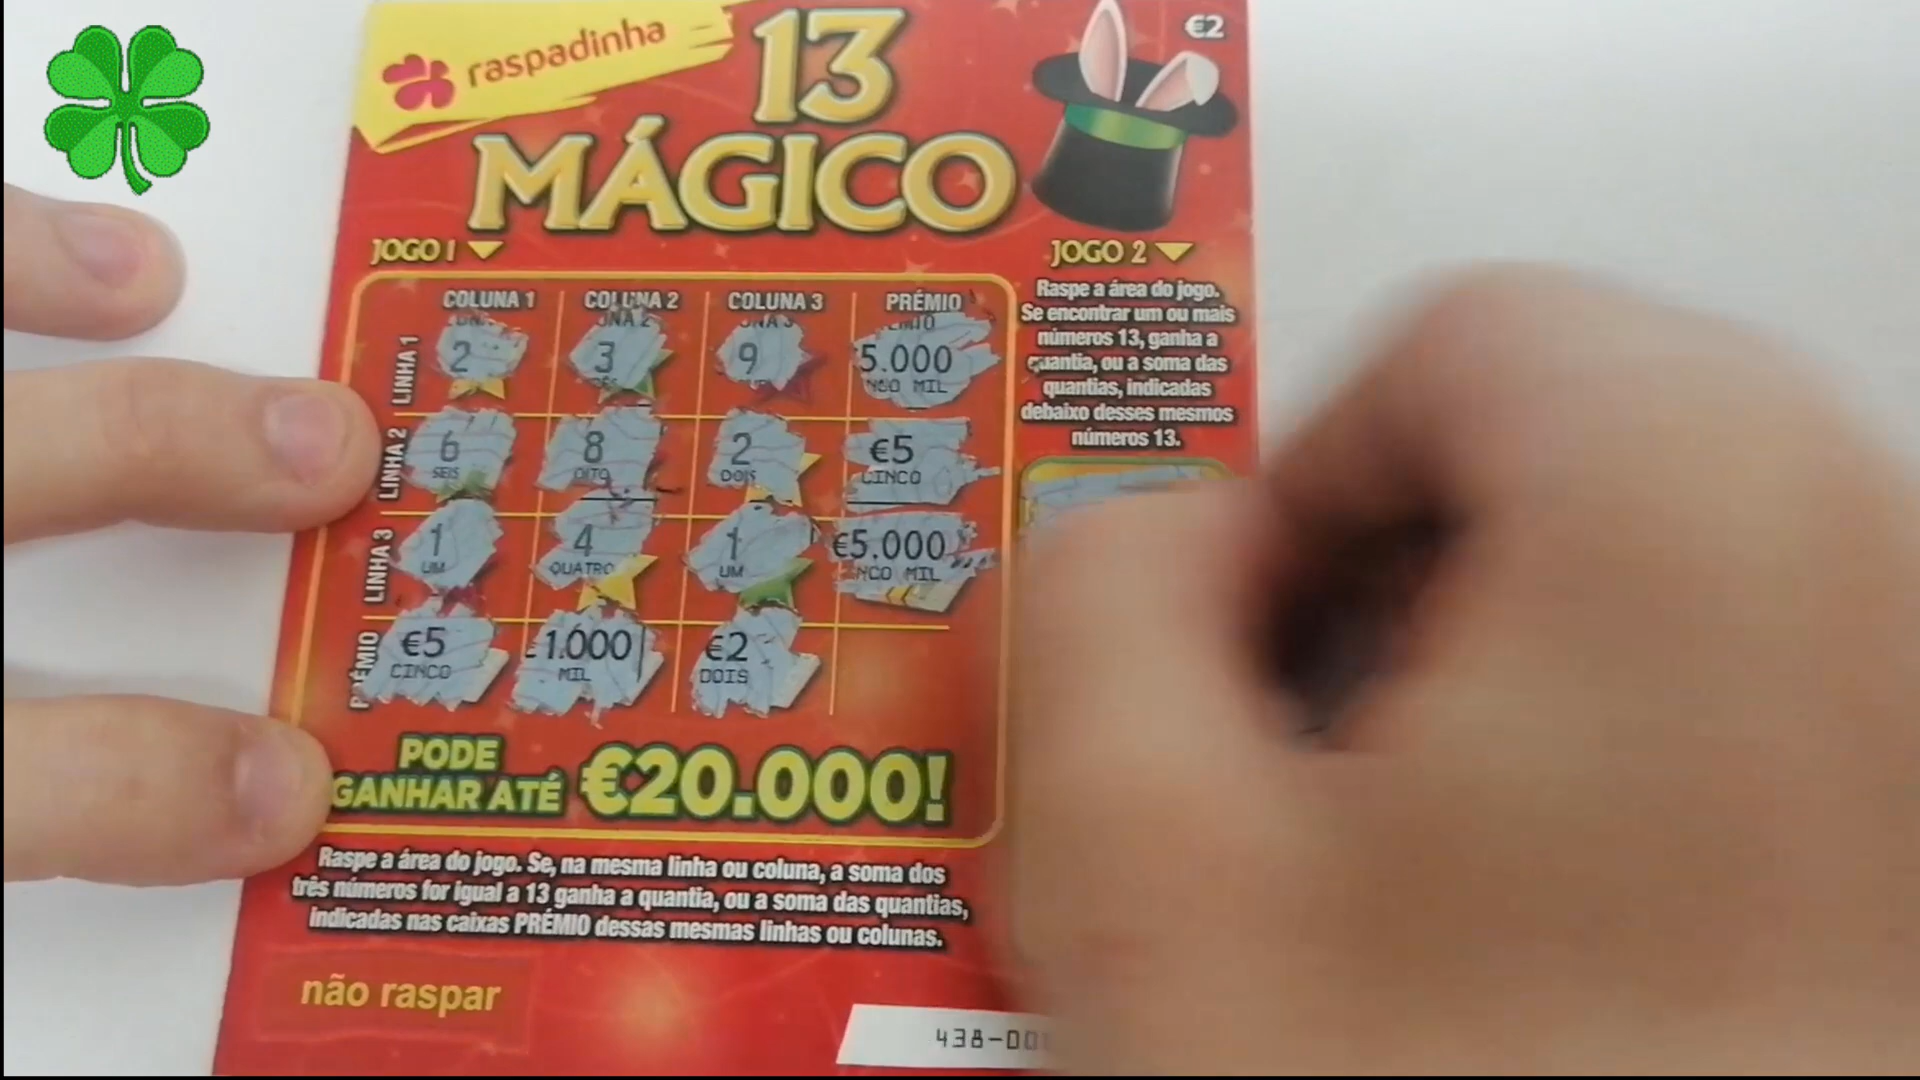 raspadinha
13
MÁGICO
€2
JOGO 1
JOGO 2
COLUNA 1 COLUNA 2 COLUNA 3 PRÉMIO
LINHA 1
2 3 9 5.000
MIL
LINHA 2
6 8 2 €5
SEIS OITO DOIS CINCO
LINHA 3
1 4 1 €5.000
UM QUATRO UM MIL
PRÉMIO
€5 1.000 €2
CINCO MIL DOIS
PODE
GANHAR ATÉ €20.000!
Raspe a área do jogo. Se, na mesma linha ou coluna, a soma dos
três números for igual a 13 ganha a quantia, ou a soma das quantias,
indicadas nas caixas PRÉMIO dessas mesmas linhas ou colunas.
não raspar
Raspe a área do jogo.
Se encontrar um ou mais
números 13, ganha a
quantia, ou a soma das
quantias, indicadas
debaixo desses mesmos
números 13.
438-00